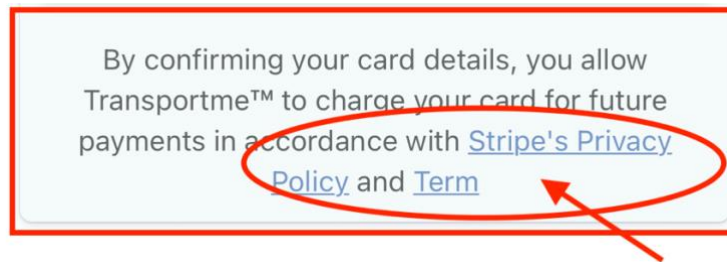 By confirming your card details, you allow
Transportme™ to charge your card for future
payments in accordance with Stripe's Privacy
Policy and Term